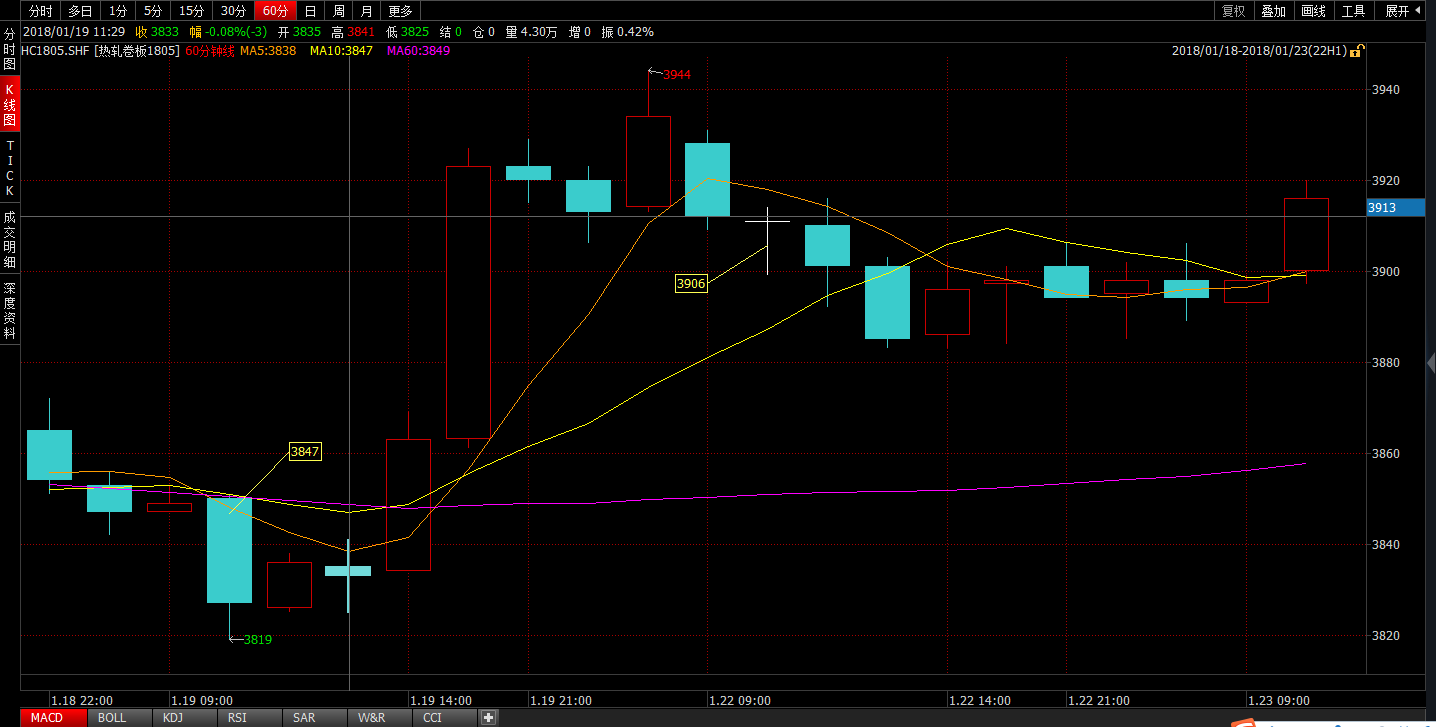 分时 多日 1分 5分 15分 30分 60分 日 周 月 更多 复权 叠加 画线 工具 展开
2018/01/19 11:29 收 3833 幅 -0.08%(-3) 开 3835 高 3841 低 3825 结 0 仓 0 量 4.30万 增 0 振 0.42%
HC1805.SHF [热轧卷板1805] 60分钟线 MA5:3838 MA10:3847 MA60:3849 2018/01/18-2018/01/23(22H1)
分时图
K线图
TICK
成交明细
深度资料
3944
3940
3920
3913
3906
3900
3880
3847
3860
3840
3819
3820
1.18 22:00 1.19 09:00 1.19 14:00 1.19 21:00 1.22 09:00 1.22 14:00 1.22 21:00 1.23 09:00
MACD BOLL KDJ RSI SAR W&R CCI